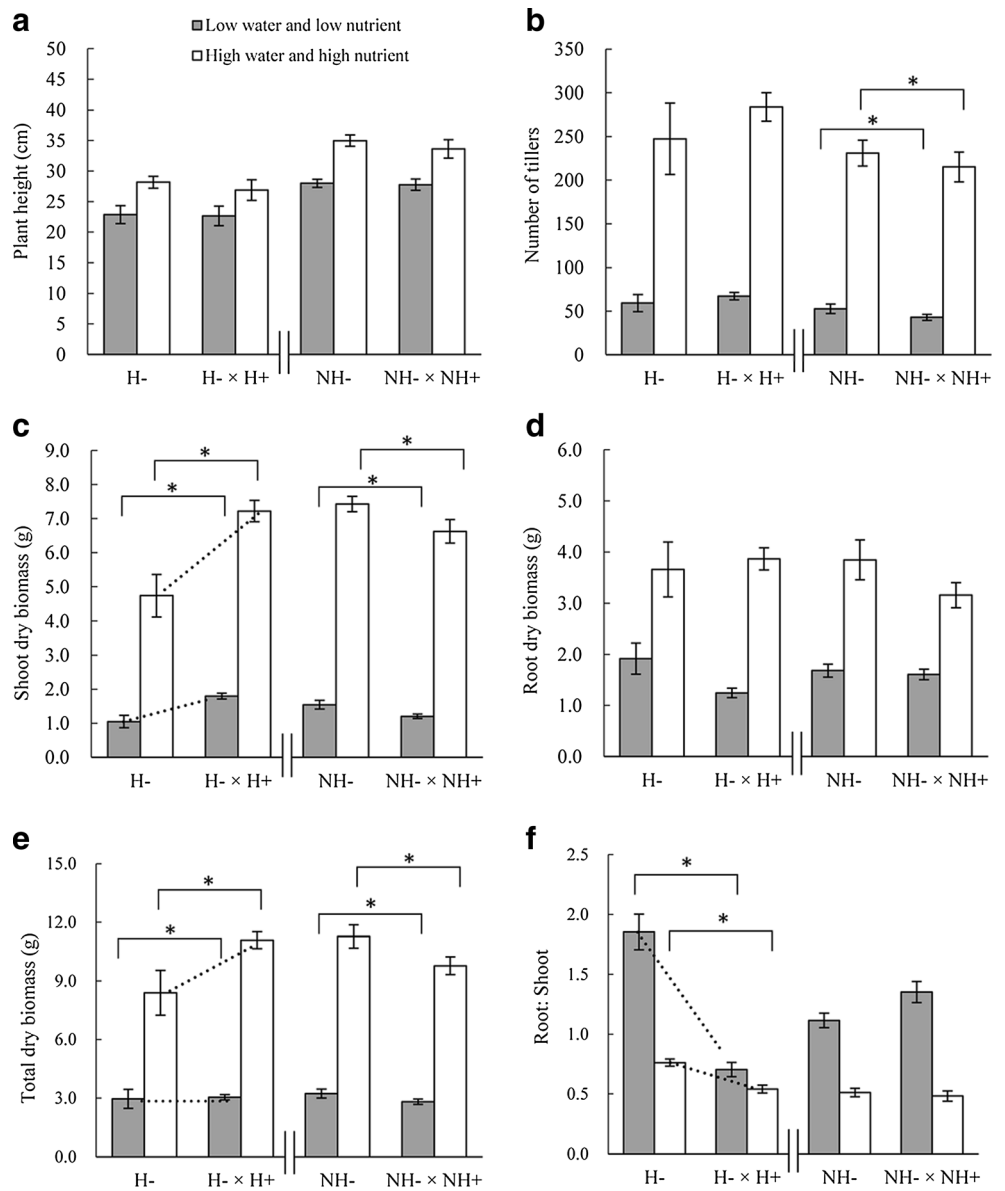 a
Low water and low nutrient
High water and high nutrient
Plant height (cm)
50
45
40
35
30
25
20
15
10
5
0
H-
H- × H+
NH-
NH- × NH+
b
Number of tillers
350
300
250
200
150
100
50
0
*
*
H-
H- × H+
NH-
NH- × NH+
c
Shoot dry biomass (g)
9.0
8.0
7.0
6.0
5.0
4.0
3.0
2.0
1.0
0.0
*
*
*
*
H-
H- × H+
NH-
NH- × NH+
d
Root dry biomass (g)
6.0
5.0
4.0
3.0
2.0
1.0
0.0
H-
H- × H+
NH-
NH- × NH+
e
Total dry biomass (g)
15.0
12.0
9.0
6.0
3.0
0.0
*
*
*
*
H-
H- × H+
NH-
NH- × NH+
f
Root: Shoot
2.5
2.0
1.5
1.0
0.5
0.0
*
*
H-
H- × H+
NH-
NH- × NH+